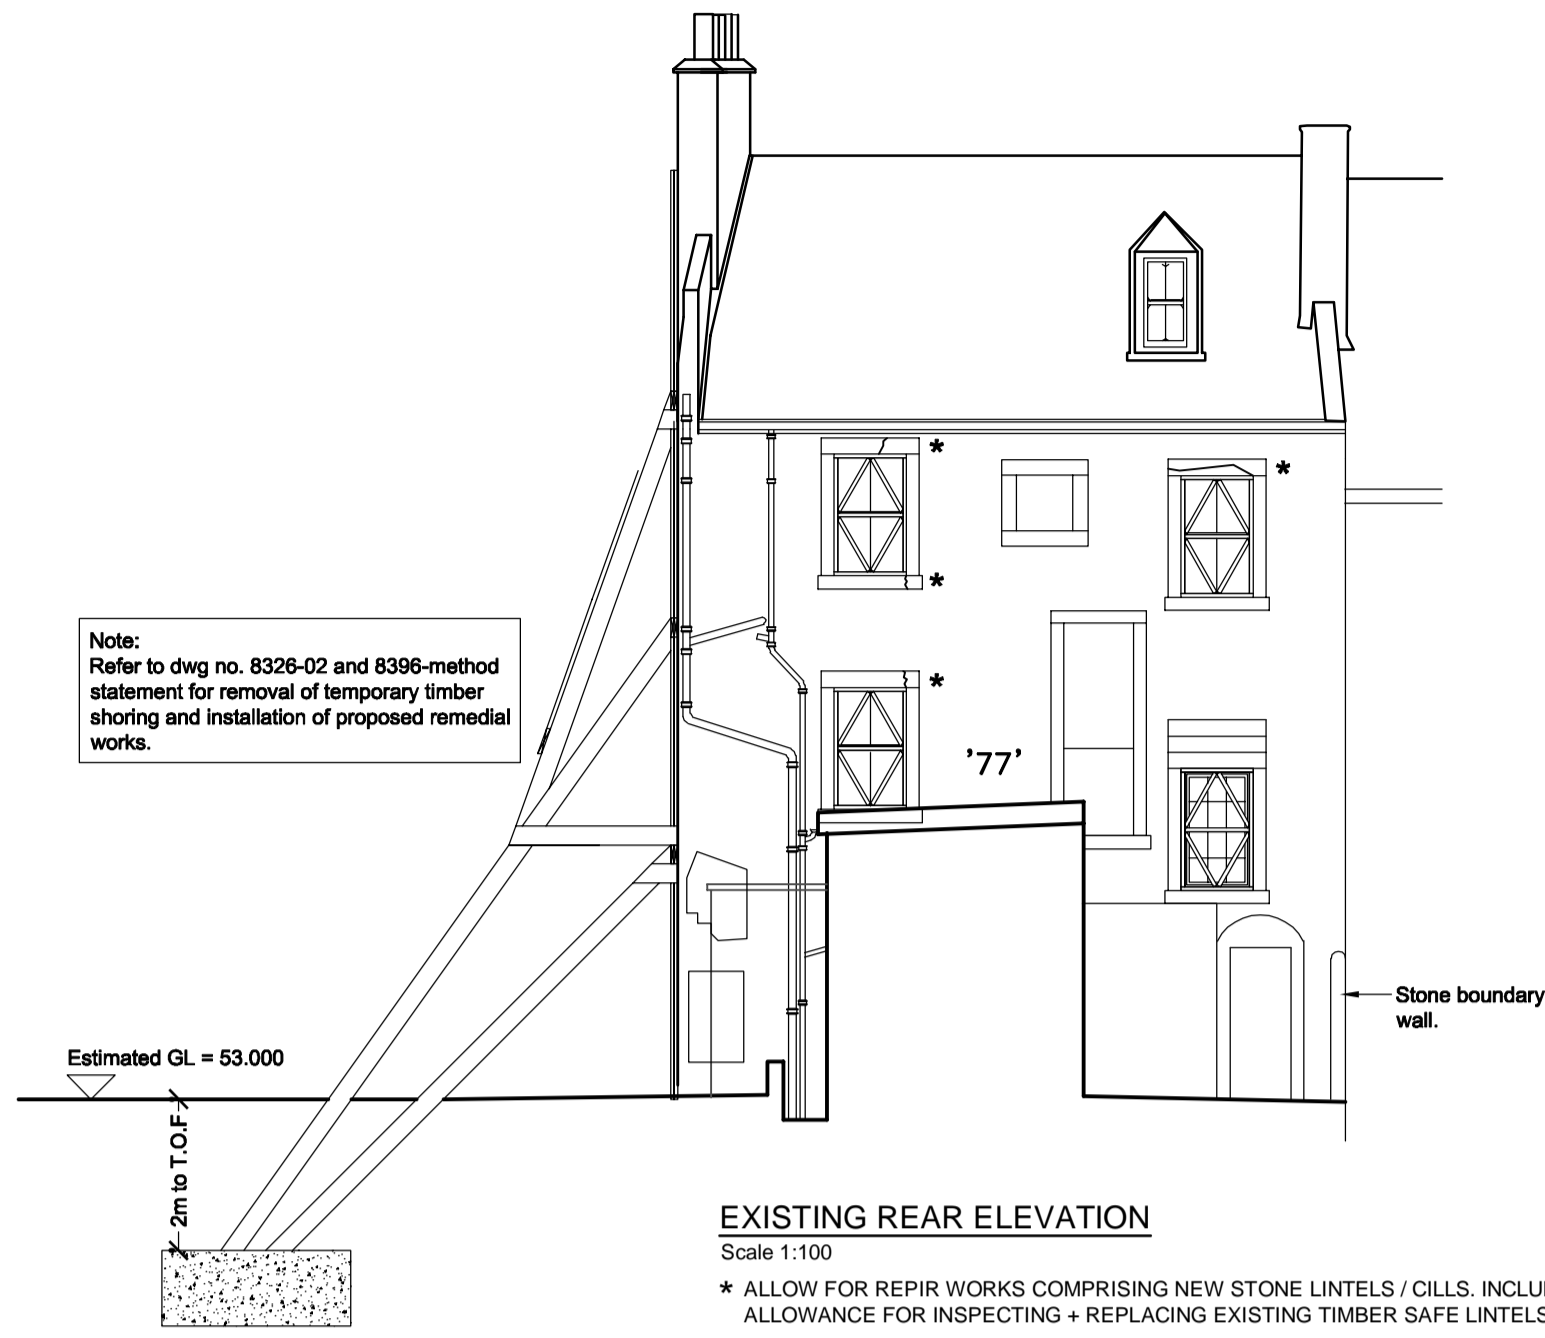 Note:
Refer to dwg no. 8326-02 and 8396-method
statement for removal of temporary timber
shoring and installation of proposed remedial
works.
*
*
*
*
'77'
Stone boundary
wall.
Estimated GL = 53.000
2m to T.O.F
EXISTING REAR ELEVATION
Scale 1:100
* ALLOW FOR REPIR WORKS COMPRISING NEW STONE LINTELS / CILLS. INCLU
ALLOWANCE FOR INSPECTING + REPLACING EXISTING TIMBER SAFE LINTELS